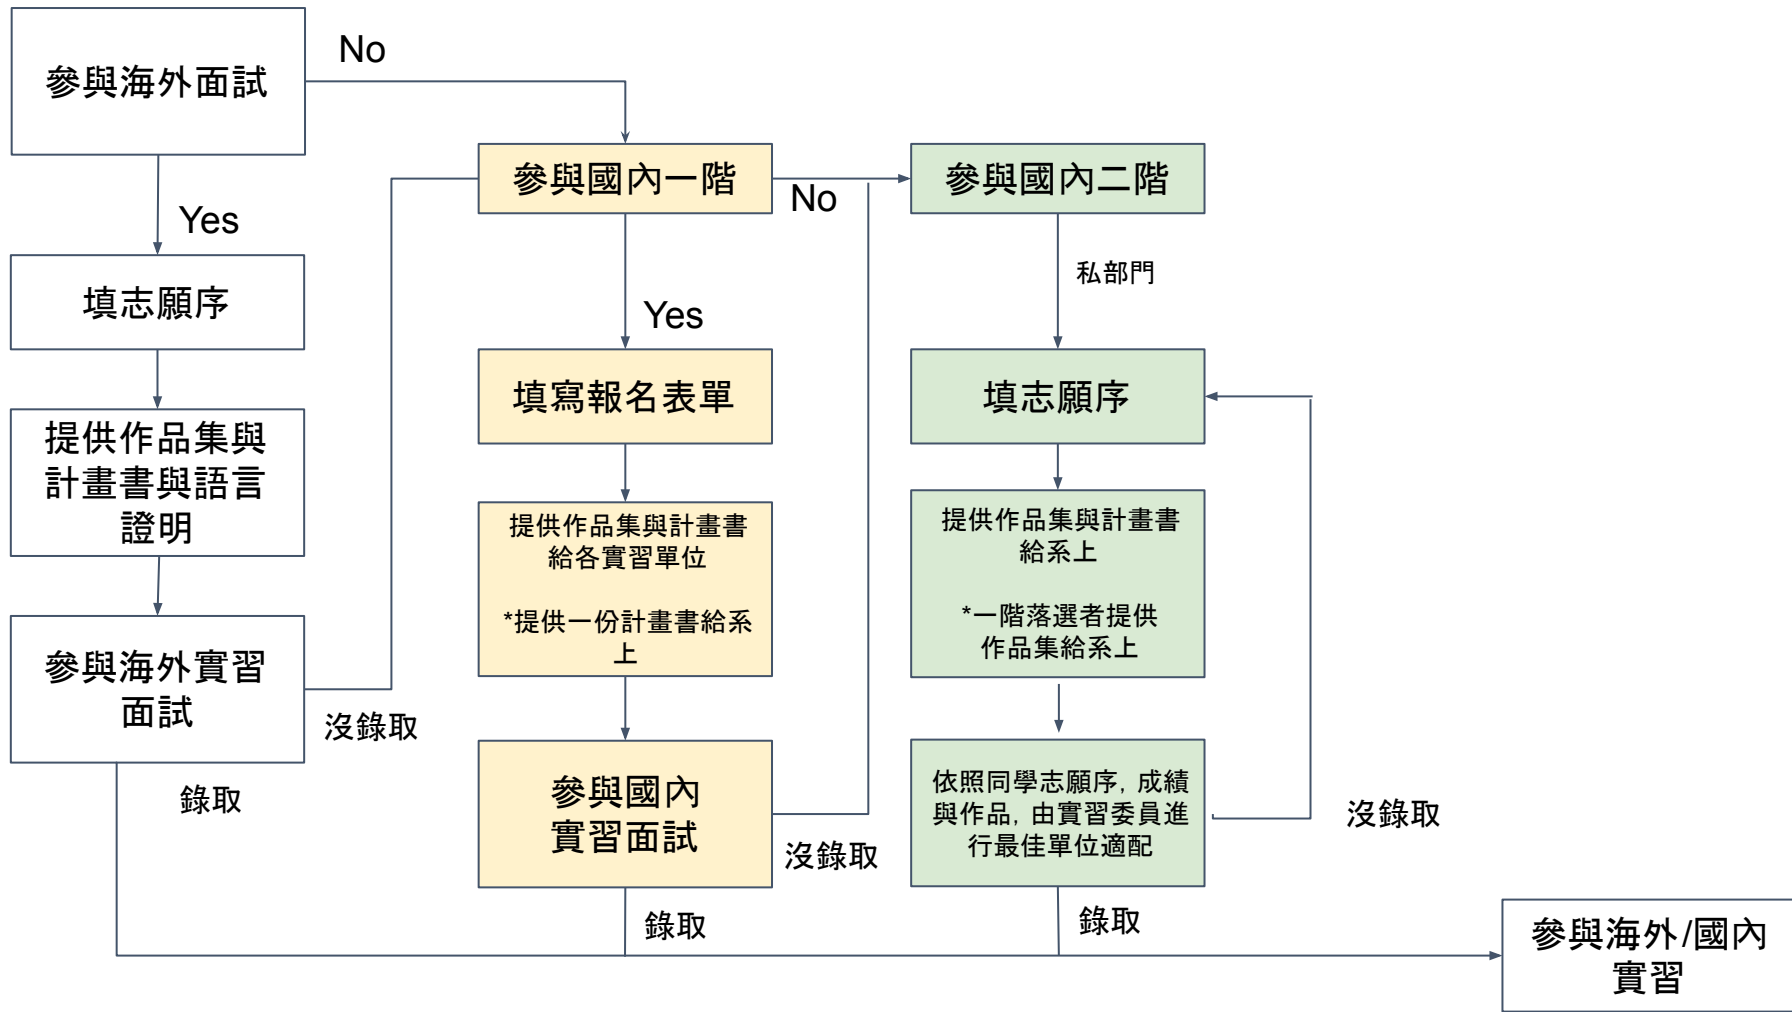 參與海外面試
No
Yes
填志願序
提供作品集與
計畫書與語言
證明
參與海外實習
面試
沒錄取
錄取
參與國內一階
No
Yes
填寫報名表單
提供作品集與計畫書
給各實習單位
*提供一份計畫書給系
上
參與國內
實習面試
沒錄取
錄取
參與國內二階
私部門
填志願序
提供作品集與計畫書
給系上
*一階落選者提供
作品集給系上
依照同學志願序, 成績
與作品, 由實習委員進
行最佳單位適配
沒錄取
錄取
參與海外/國內
實習